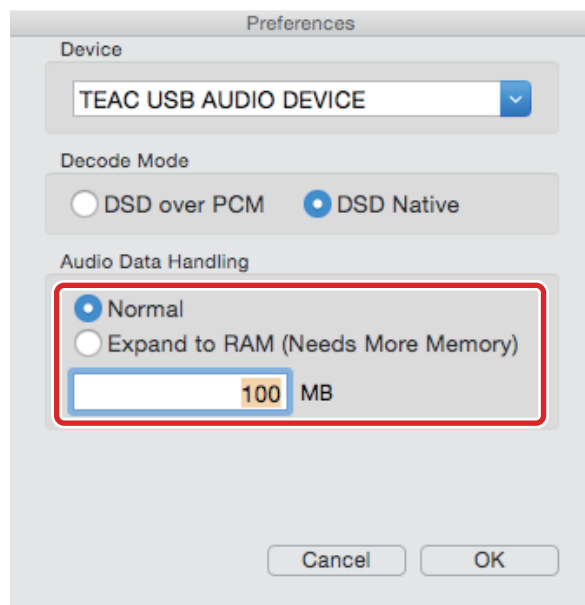 Preferences
Device
TEAC USB AUDIO DEVICE
Decode Mode
DSD over PCM DSD Native
Audio Data Handling
Normal
Expand to RAM (Needs More Memory)
100 MB
Cancel OK